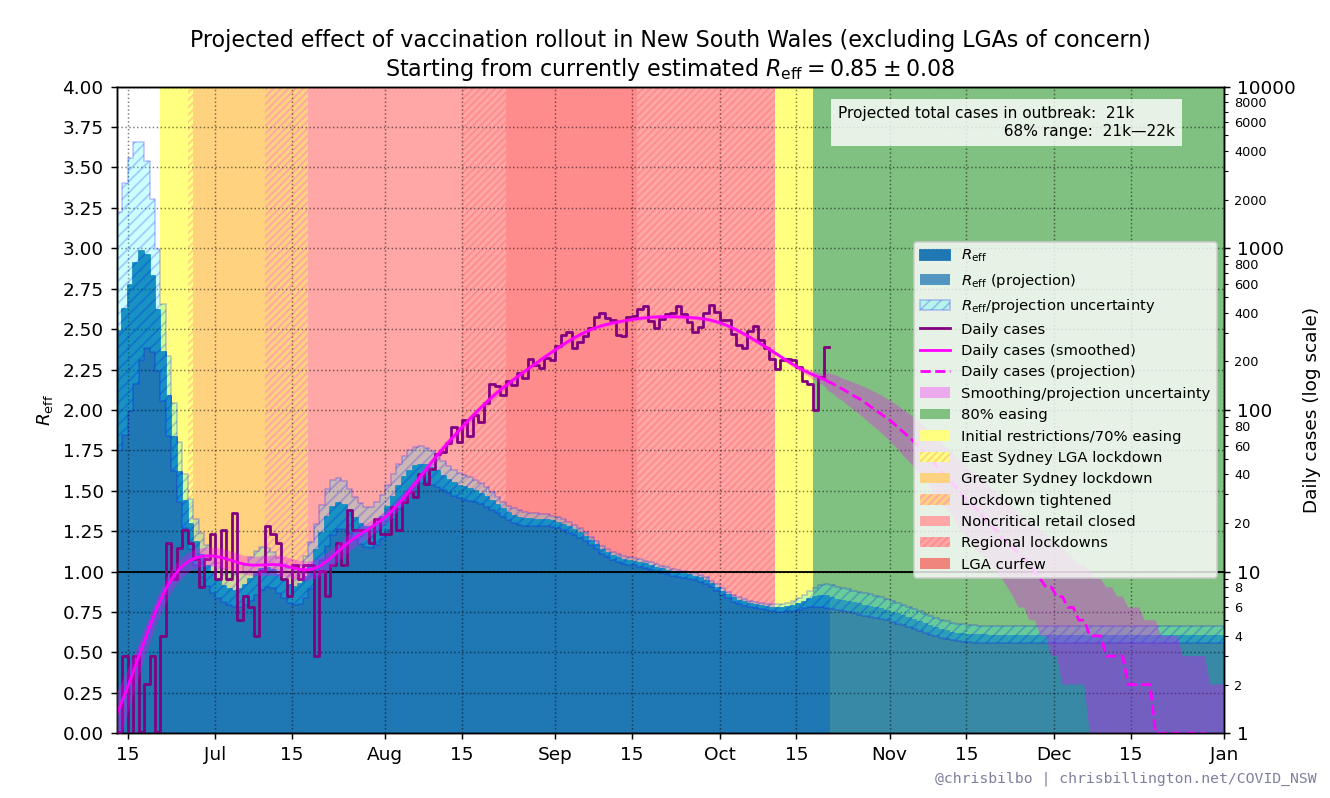 Projected effect of vaccination rollout in New South Wales (excluding LGAs of concern)
Starting from currently estimated Reff = 0.85 ± 0.08
Projected total cases in outbreak: 21k
68% range: 21k—22k
4.00
3.75
3.50
3.25
3.00
2.75
2.50
2.25
2.00
1.75
1.50
1.25
1.00
0.75
0.50
0.25
0.00
Reff
10000
8000
6000
4000
2000
1000
800
600
400
200
100
80
60
40
20
10
8
6
4
2
1
Daily cases (log scale)
Reff
Reff (projection)
Reff/projection uncertainty
Daily cases
Daily cases (smoothed)
Daily cases (projection)
Smoothing/projection uncertainty
80% easing
Initial restrictions/70% easing
East Sydney LGA lockdown
Greater Sydney lockdown
Lockdown tightened
Noncritical retail closed
Regional lockdowns
LGA curfew
15 Jul 15 Aug 15 Sep 15 Oct 15 Nov 15 Dec 15 Jan
@chrisbilbo | chrisbillington.net/COVID_NSW